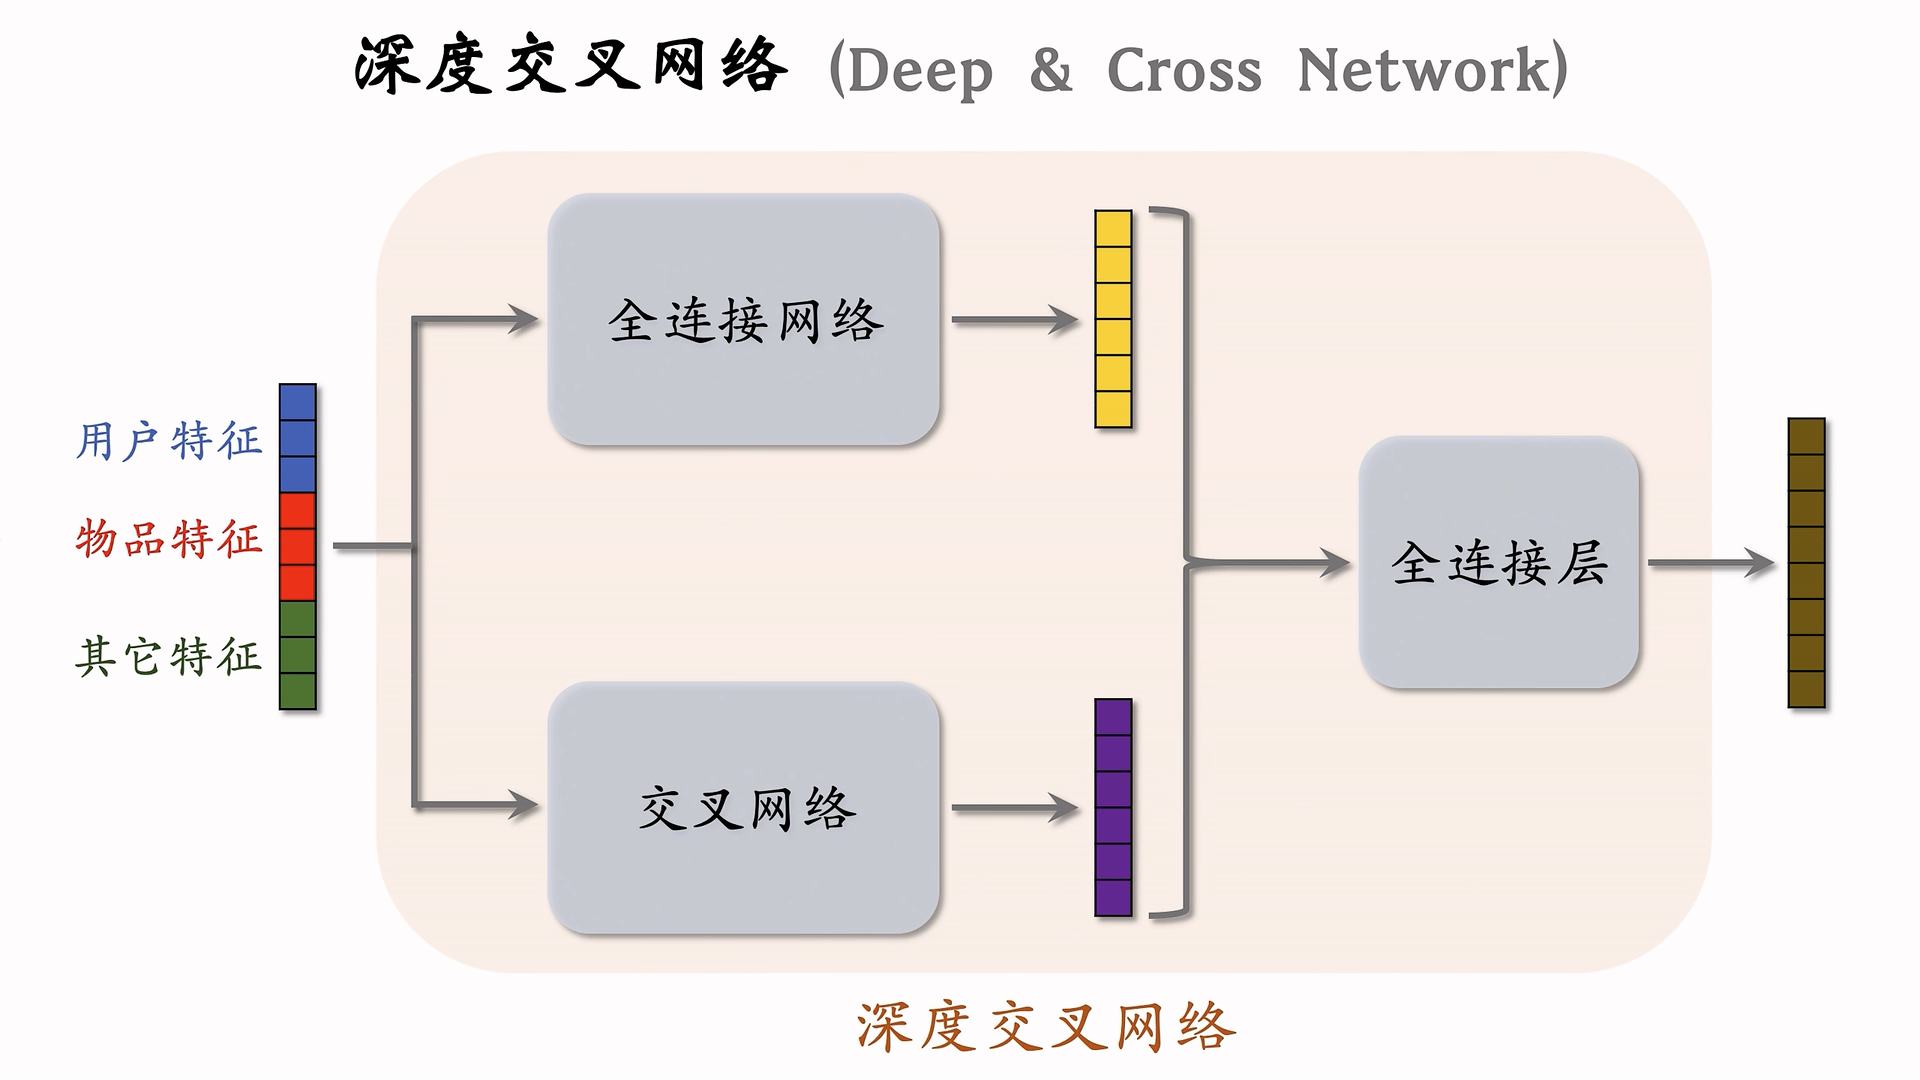 深度交叉网络 (Deep & Cross Network)
全连接网络
用户特征
物品特征
其它特征
全连接层
交叉网络
深度交叉网络